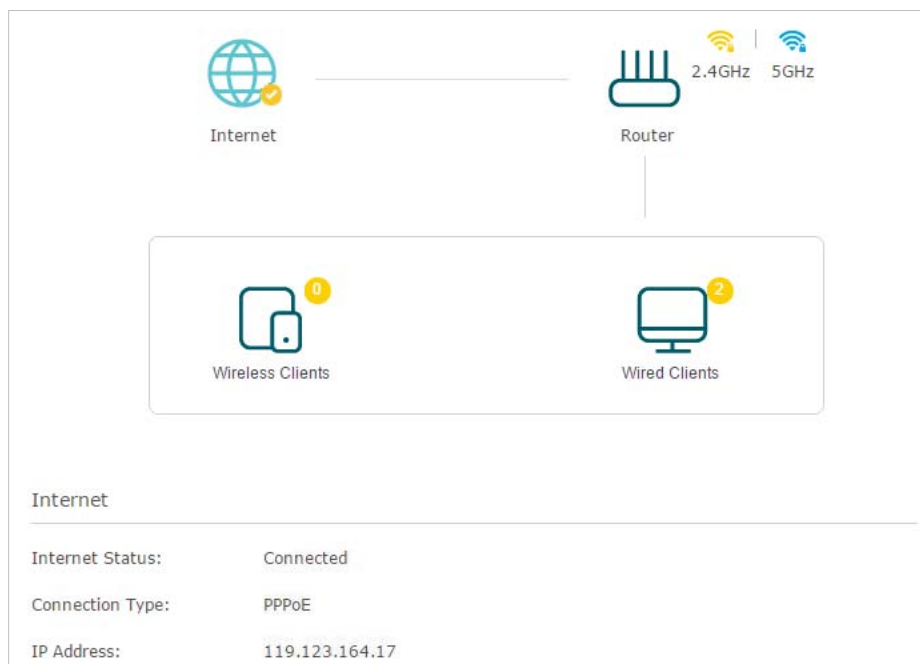 2.4GHz 5GHz
Internet
Router
0
2
Wireless Clients
Wired Clients
Internet
Internet Status: Connected
Connection Type: PPPoE
IP Address: 119.123.164.17